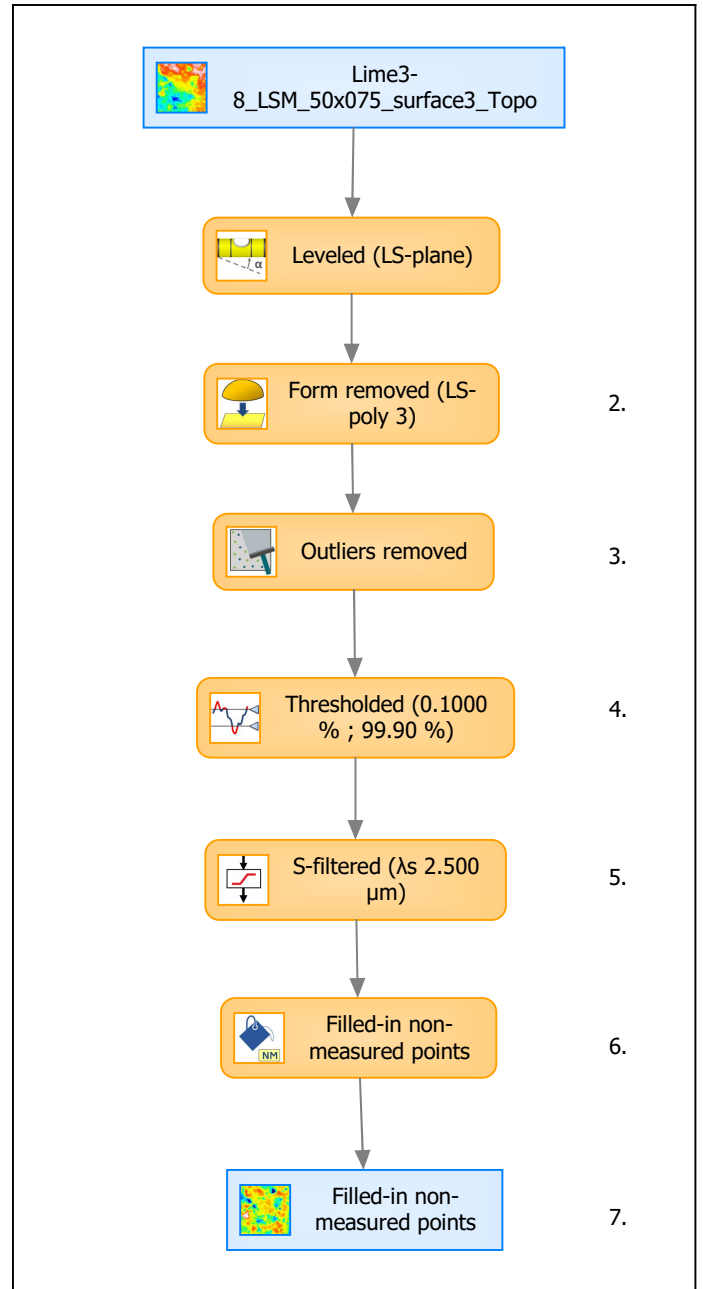 Lime3-
8_LSM_50x075_surface3_Topo
α
Leveled (LS-plane)
Form removed (LS-
poly 3)
2.
Outliers removed
3.
Thresholded (0.1000
% ; 99.90 %)
4.
S-filtered (λs 2.500
µm)
5.
NM
Filled-in non-
measured points
6.
Filled-in non-
measured points
7.